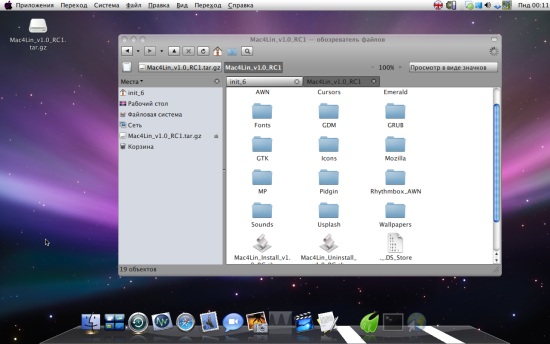 Приложения Переход Система Файл Правка Вид Переход Справка
Пнд 00:11
Mac4Lin_v1.0_RC1.
tar.gz
Mac4Lin_v1.0_RC1 — обозреватель файлов
Mac4Lin_v1.0_RC1.tar.gz Mac4Lin_v1.0_RC1 100% Просмотр в виде значков
Места
init_6
Рабочий стол
Файловая система
Сеть
Mac4Lin_v1.0_RC1.tar.gz
Корзина
init_6 Mac4Lin_v1.0_RC1
AWN Cursors Emerald
Fonts GDM GRUB
GTK Icons Mozilla
MP Pidgin Rhythmbox_AWN
Sounds Usplash Wallpapers
Mac4Lin_Install_v1. Mac4Lin_Uninstall_ ._DS_Store
19 объектов